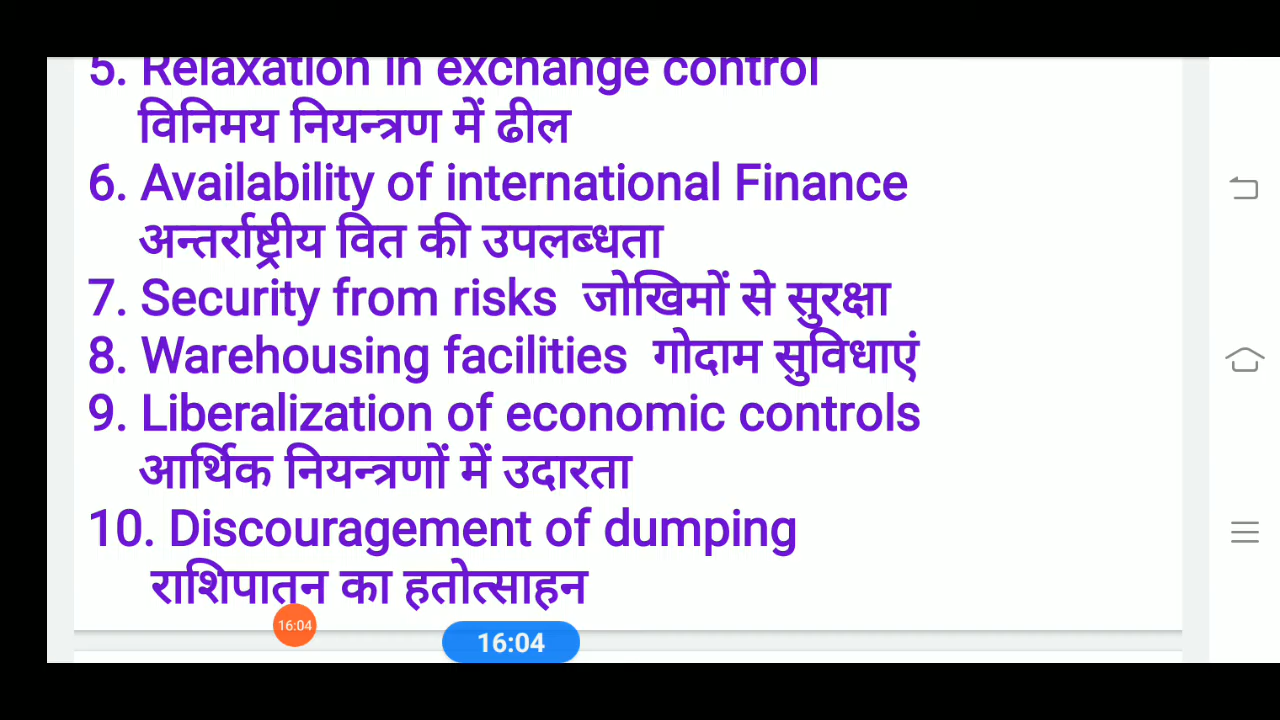 5. Relaxation in exchange control
विनिमय नियन्त्रण में ढील
6. Availability of international Finance
अन्तर्राष्ट्रीय वित की उपलब्धता
7. Security from risks जोखिमों से सुरक्षा
8. Warehousing facilities गोदाम सुविधाएं
9. Liberalization of economic controls
आर्थिक नियन्त्रणों में उदारता
10. Discouragement of dumping
राशिपातन का हतोत्साहन
16:04
16:04